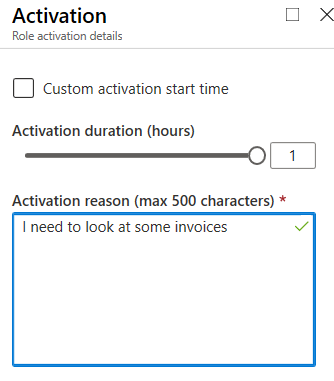 Activation
Role activation details
Custom activation start time
Activation duration (hours)
1
Activation reason (max 500 characters) *
I need to look at some invoices